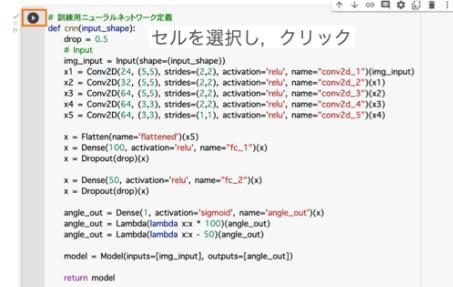 # 訓練用ニューラルネットワーク定義
def cnn(input_shape):
drop = 0.5
セルを選択し，クリック
# Input
img_input = Input(shape=(input_shape))
x1 = Conv2D(24, (5,5), strides=(2,2), activation='relu', name="conv2d_1")(img_input)
x2 = Conv2D(32, (5,5), strides=(2,2), activation='relu', name="conv2d_2")(x1)
x3 = Conv2D(64, (5,5), strides=(2,2), activation='relu', name="conv2d_3")(x2)
x4 = Conv2D(64, (3,3), strides=(2,2), activation='relu', name="conv2d_4")(x3)
x5 = Conv2D(64, (3,3), strides=(1,1), activation='relu', name="conv2d_5")(x4)
x = Flatten(name='flattened')(x5)
x = Dense(100, activation='relu', name="fc_1")(x)
x = Dropout(drop)(x)
x = Dense(50, activation='relu', name="fc_2")(x)
x = Dropout(drop)(x)
angle_out = Dense(1, activation='sigmoid', name='angle_out')(x)
angle_out = Lambda(lambda x:x * 100)(angle_out)
angle_out = Lambda(lambda x:x - 50)(angle_out)
model = Model(inputs=[img_input], outputs=[angle_out])
return model